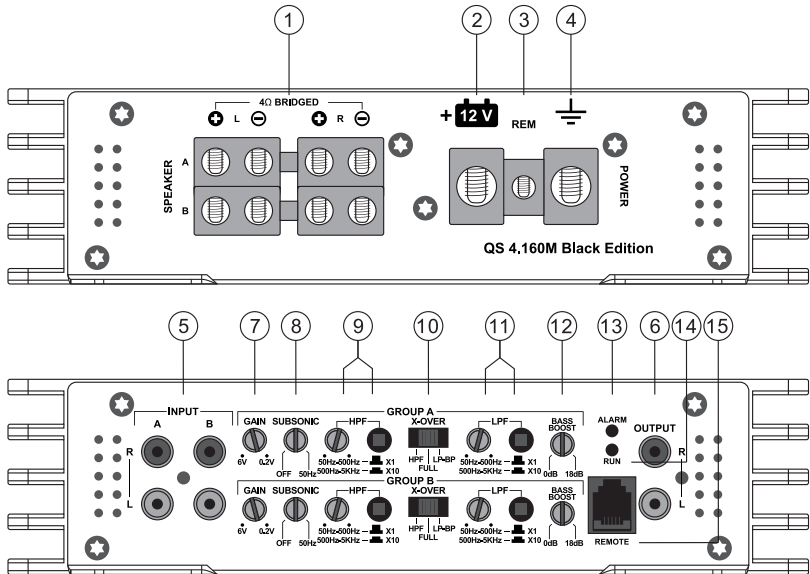 1 2 3 4
4Ω BRIDGED
L R
+ 12 V
REM
SPEAKER
A
B
POWER
QS 4.160M Black Edition
5 7 8 9 10 11 12 13 6 14 15
INPUT
A B
R
L
GROUP A
GAIN SUBSONIC HPF X-OVER LPF BASS BOOST
6V 0.2V
OFF 50Hz
50Hz-500Hz X1
500Hz-5KHz X10
HPF LP-BP
FULL
50Hz-500Hz X1
500Hz-5KHz X10
0dB 18dB
GROUP B
GAIN SUBSONIC HPF X-OVER LPF BASS BOOST
6V 0.2V
OFF 50Hz
50Hz-500Hz X1
500Hz-5KHz X10
HPF LP-BP
FULL
50Hz-500Hz X1
500Hz-5KHz X10
0dB 18dB
ALARM
RUN
OUTPUT
R
L
REMOTE